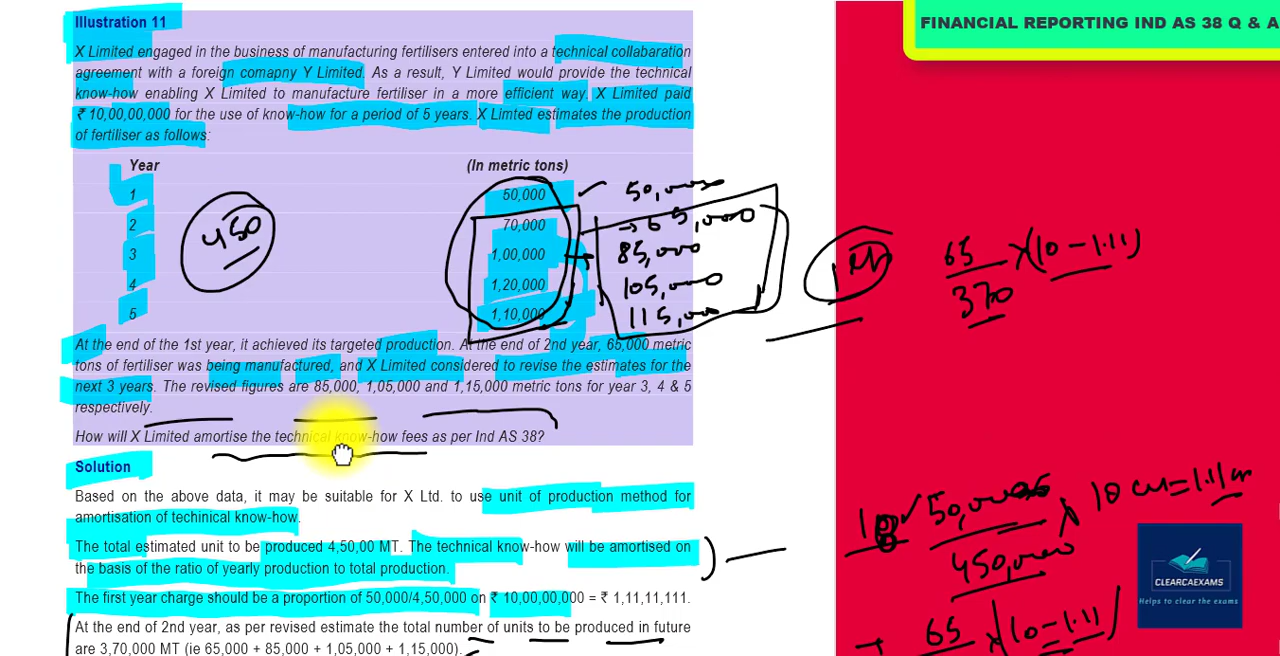 FINANCIAL REPORTING IND AS 38 Q & A
Illustration 11
X Limited engaged in the business of manufacturing fertilisers entered into a technical collabaration
agreement with a foreign comapny Y Limited. As a result, Y Limited would provide the technical
know-how enabling X Limited to manufacture fertiliser in a more efficient way. X Limited paid
₹ 10,00,00,000 for the use of know-how for a period of 5 years. X Limted estimates the production
of fertiliser as follows:
Year (In metric tons)
1 50,000 50,000
2 70,000 → 65,000
3 1,00,000 85,000
4 1,20,000 105,000
5 1,10,000 115,000
450
65 × (10 - 1.11)
370
At the end of the 1st year, it achieved its targeted production. At the end of 2nd year, 65,000 metric
tons of fertiliser was being manufactured, and X Limited considered to revise the estimates for the
next 3 years. The revised figures are 85,000, 1,05,000 and 1,15,000 metric tons for year 3, 4 & 5
respectively.
How will X Limited amortise the technical know-how fees as per Ind AS 38?
Solution
Based on the above data, it may be suitable for X Ltd. to use unit of production method for
amortisation of techinical know-how.
The total estimated unit to be produced 4,50,00 MT. The technical know-how will be amortised on
the basis of the ratio of yearly production to total production.
The first year charge should be a proportion of 50,000/4,50,000 on ₹ 10,00,00,000 = ₹ 1,11,11,111.
At the end of 2nd year, as per revised estimate the total number of units to be produced in future
are 3,70,000 MT (ie 65,000 + 85,000 + 1,05,000 + 1,15,000).
50,000 × 10 cr = 1.11 cr
450,000
65 × (10 - 1.11)
CLEARCAEXAMS
Helps to clear the exams